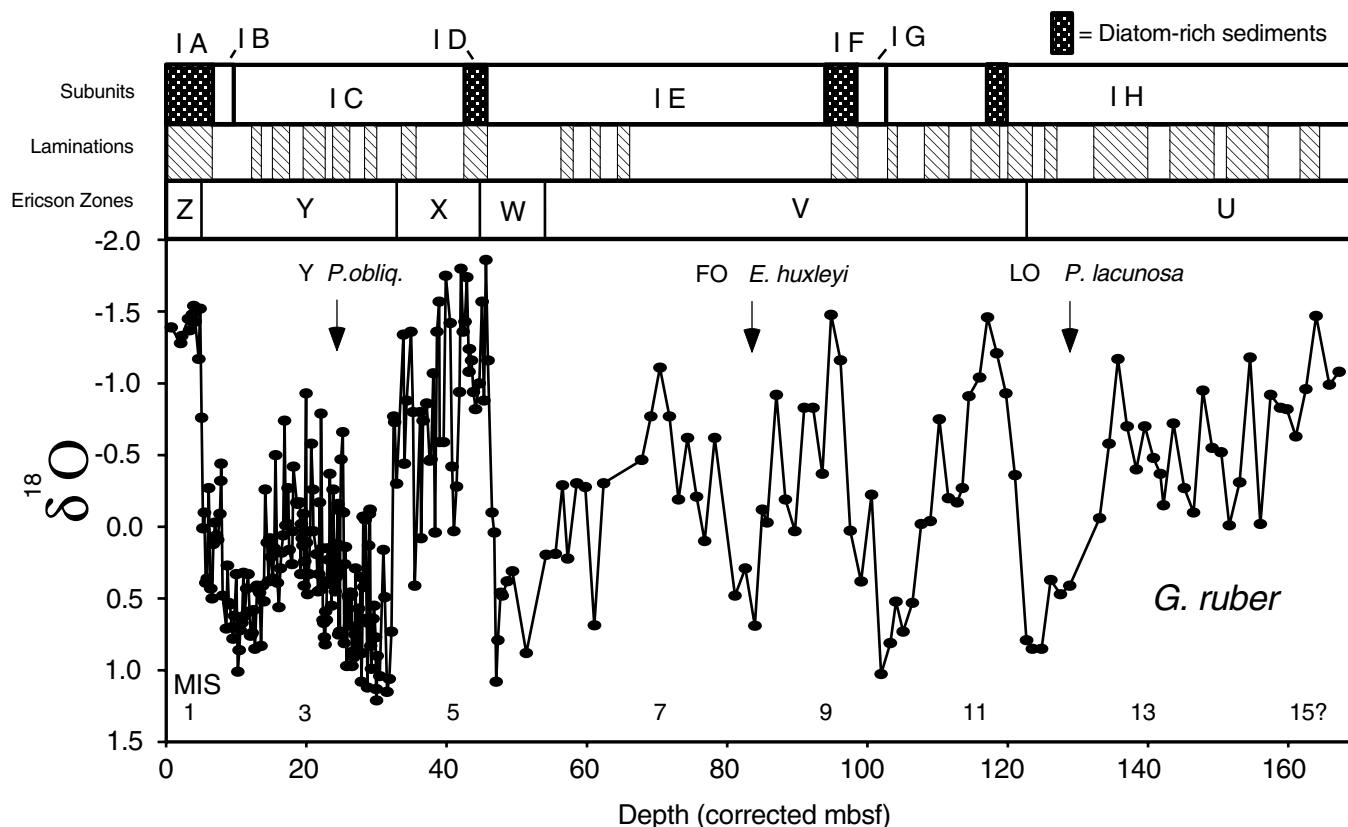 = Diatom-rich sediments
I A I B I D I F I G
Subunits I C I E I H
Laminations
Ericson Zones Z Y X W V U
-2.0
Y P.obliq. FO E. huxleyi LO P. lacunosa
-1.5
-1.0
-0.5
δ18O
0.0
0.5
G. ruber
1.0
MIS
1 3 5 7 9 11 13 15?
1.5
0 20 40 60 80 100 120 140 160
Depth (corrected mbsf)